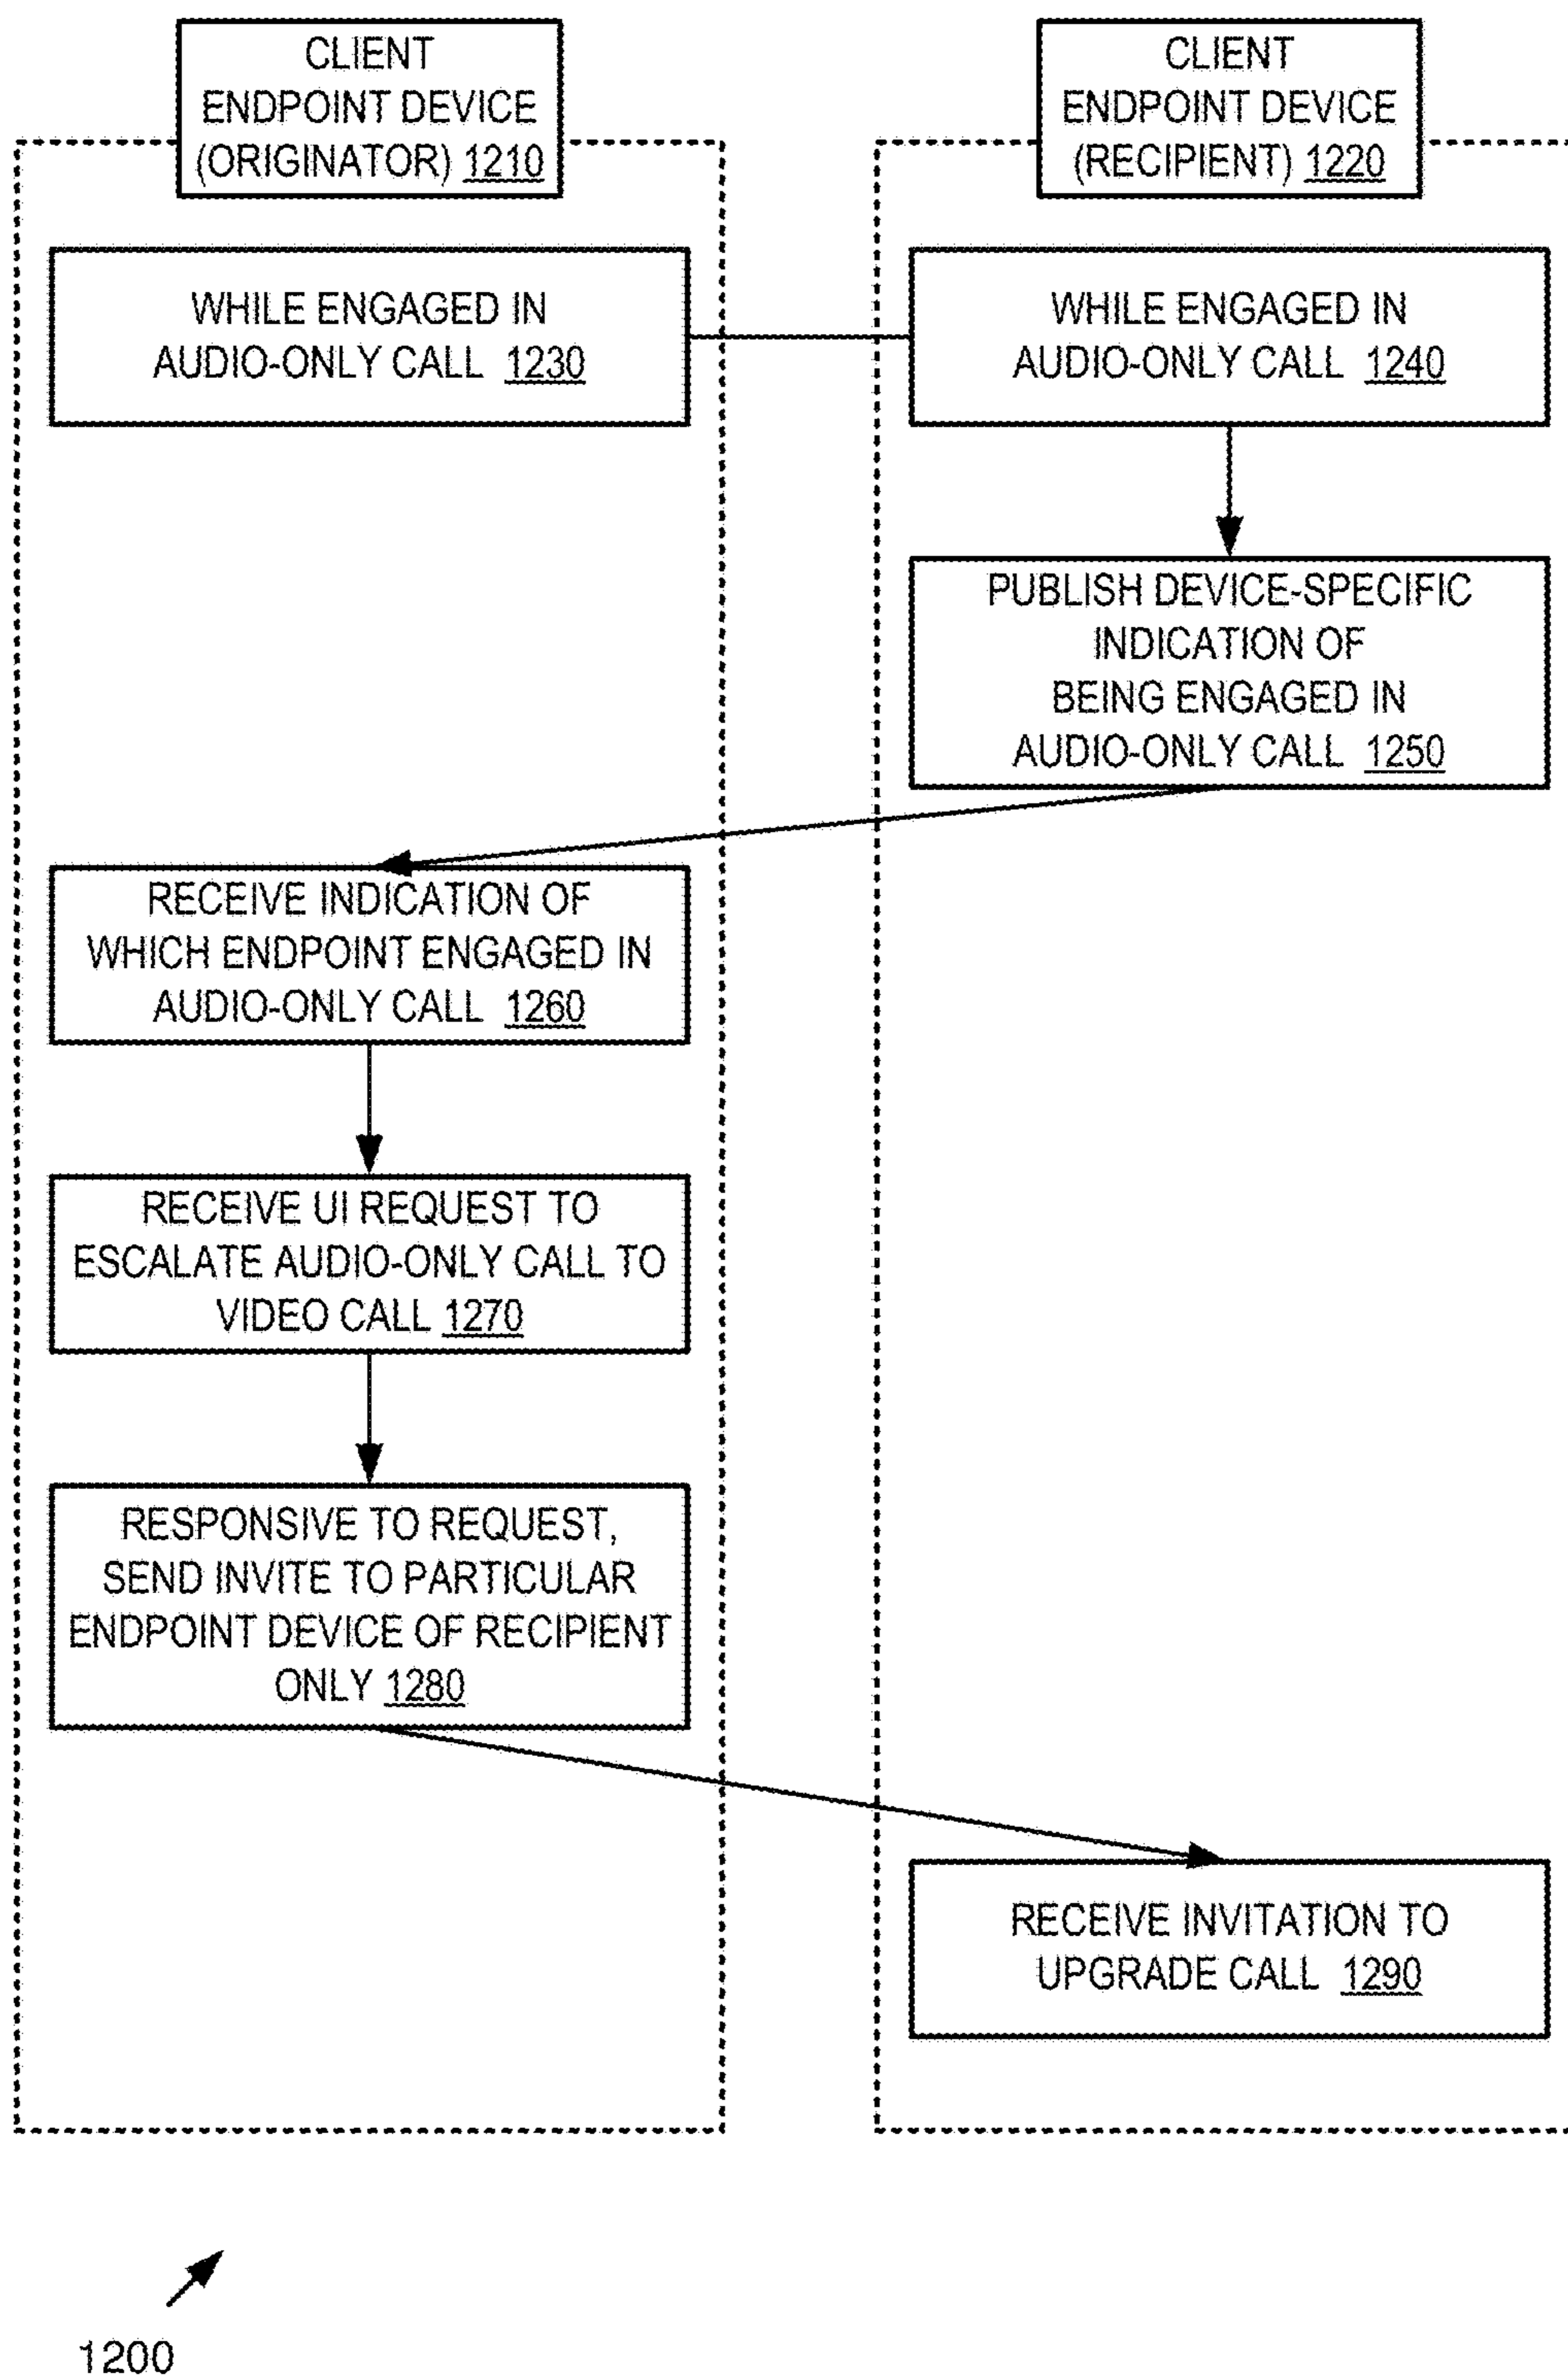 CLIENT
ENDPOINT DEVICE
(ORIGINATOR) 1210
CLIENT
ENDPOINT DEVICE
(RECIPIENT) 1220
WHILE ENGAGED IN
AUDIO-ONLY CALL 1230
WHILE ENGAGED IN
AUDIO-ONLY CALL 1240
PUBLISH DEVICE-SPECIFIC
INDICATION OF
BEING ENGAGED IN
AUDIO-ONLY CALL 1250
RECEIVE INDICATION OF
WHICH ENDPOINT ENGAGED IN
AUDIO-ONLY CALL 1260
RECEIVE UI REQUEST TO
ESCALATE AUDIO-ONLY CALL TO
VIDEO CALL 1270
RESPONSIVE TO REQUEST,
SEND INVITE TO PARTICULAR
ENDPOINT DEVICE OF RECIPIENT
ONLY 1280
RECEIVE INVITATION TO
UPGRADE CALL 1290
1200